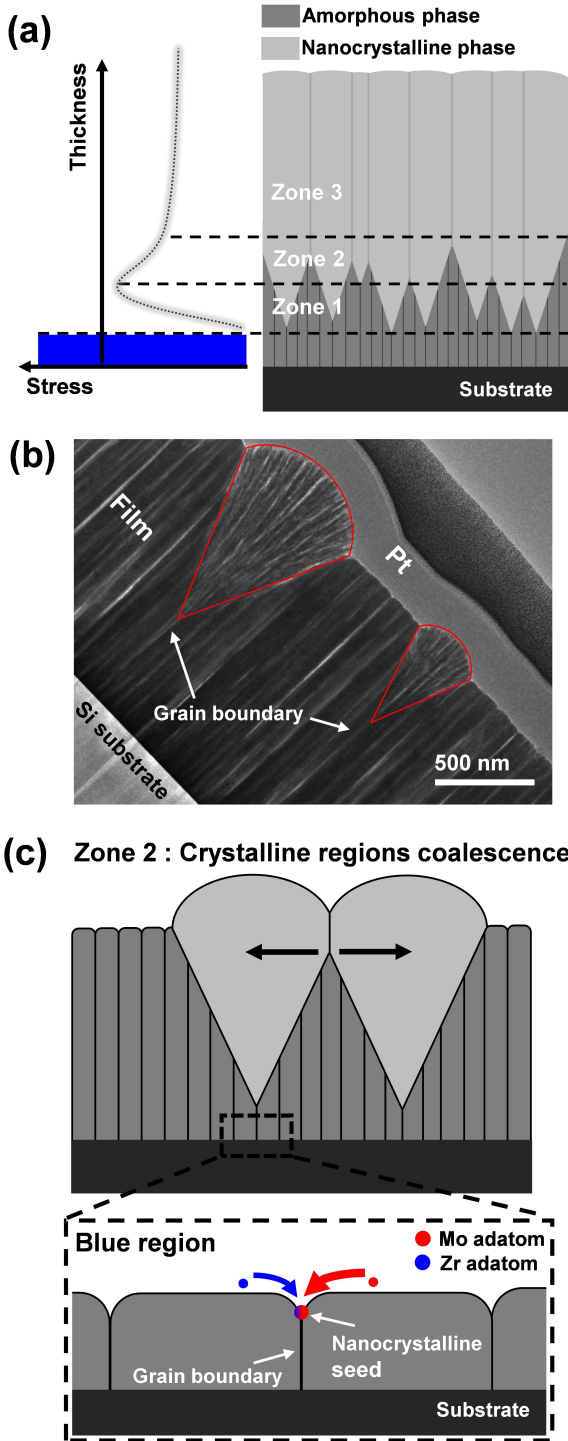 (a)
Amorphous phase
Nanocrystalline phase
Thickness
Zone 3
Zone 2
Zone 1
Stress
Substrate
(b)
Film
Pt
Grain boundary
Si substrate
500 nm
(c) Zone 2 : Crystalline regions coalescence
Blue region
Mo adatom
Zr adatom
Nanocrystalline
seed
Grain boundary
Substrate